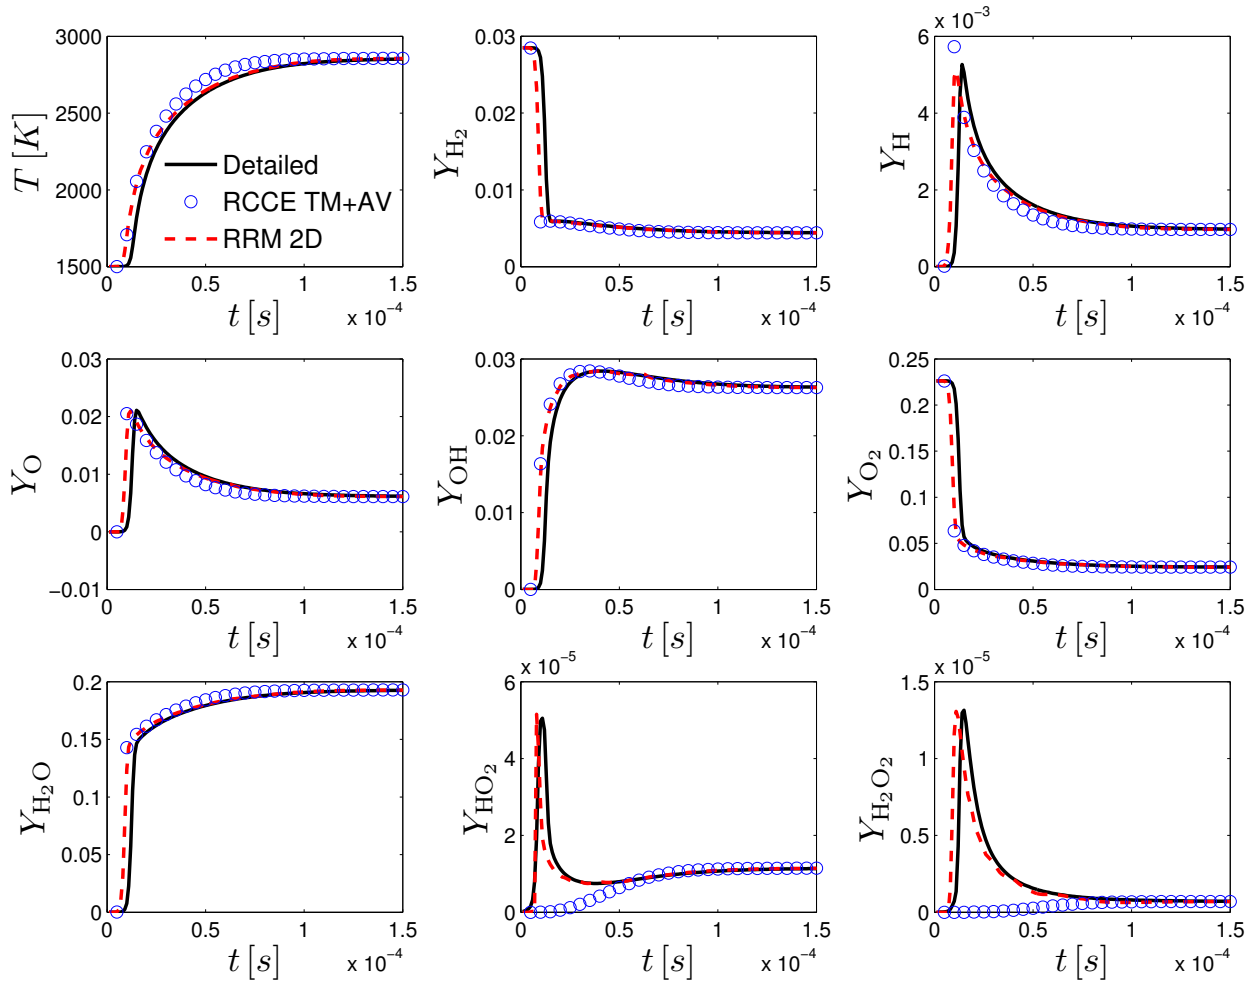 3000
2500
2000
1500
0 0.5 1 1.5
T [K]
t [s]
x 10⁻⁴
Detailed
RCCE TM+AV
RRM 2D
0.03
0.02
0.01
0
0 0.5 1 1.5
Y_H₂
t [s]
x 10⁻⁴
x 10⁻³
6
4
2
0
0 0.5 1 1.5
Y_H
t [s]
x 10⁻⁴
0.03
0.02
0.01
0
−0.01
0 0.5 1 1.5
Y_O
t [s]
x 10⁻⁴
0.03
0.02
0.01
0
0 0.5 1 1.5
Y_OH
t [s]
x 10⁻⁴
0.25
0.2
0.15
0.1
0.05
0
0 0.5 1 1.5
Y_O₂
t [s]
x 10⁻⁴
0.2
0.15
0.1
0.05
0
0 0.5 1 1.5
Y_H₂O
t [s]
x 10⁻⁴
x 10⁻⁵
6
4
2
0
0 0.5 1 1.5
Y_HO₂
t [s]
x 10⁻⁴
x 10⁻⁵
1.5
1
0.5
0
0 0.5 1 1.5
Y_H₂O₂
t [s]
x 10⁻⁴